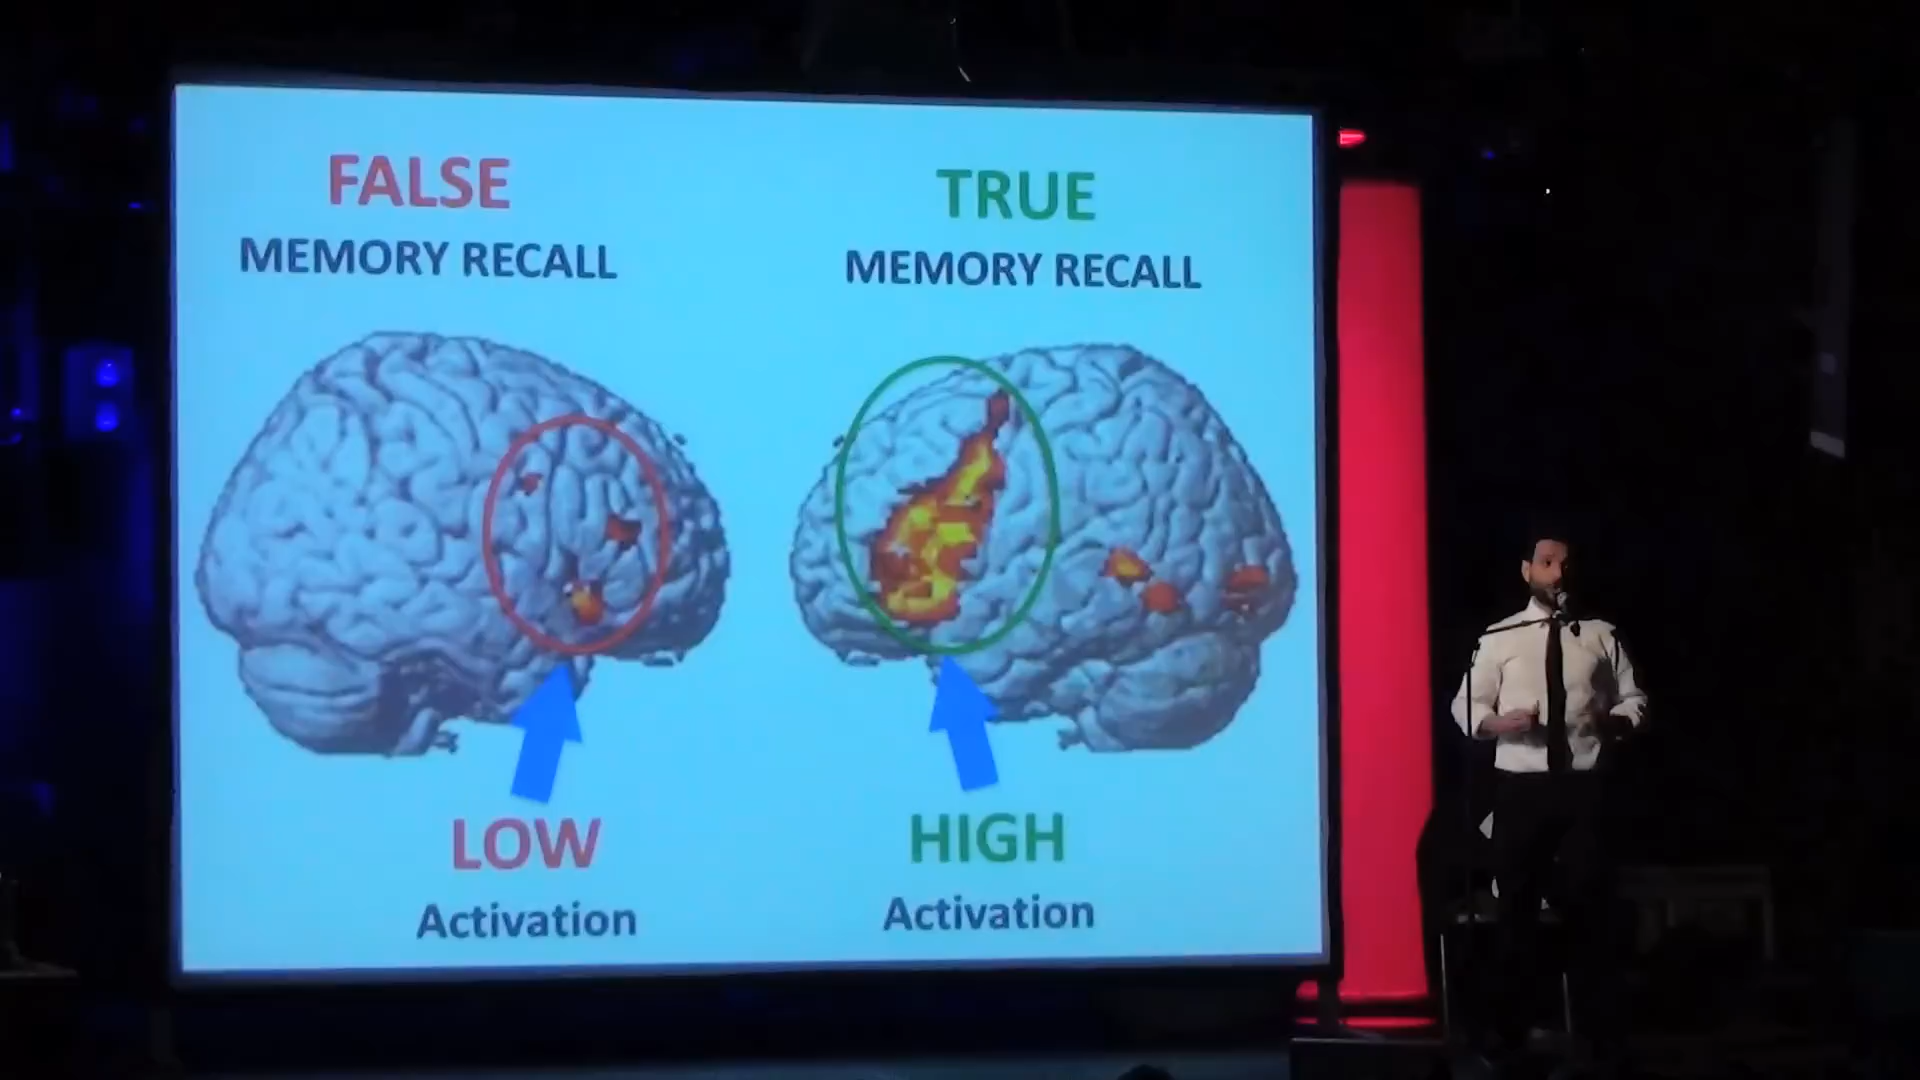 FALSE
MEMORY RECALL
LOW
Activation
TRUE
MEMORY RECALL
HIGH
Activation